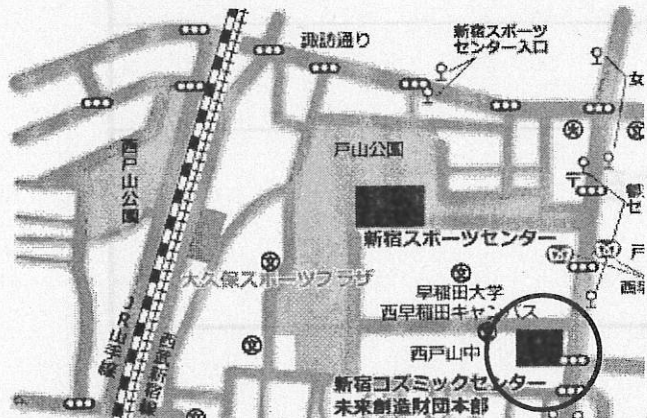 諏訪通り
新宿スポーツ
センター入口
女
西戸山公園
戸山公園
〒
新宿スポーツセンター
戸
大久保スポーツプラザ
早稲田大学
西早稲田キャンパス
西早
JR山手線
西武新宿線
西戸山中
新宿コズミックセンター
未来創造財団本部